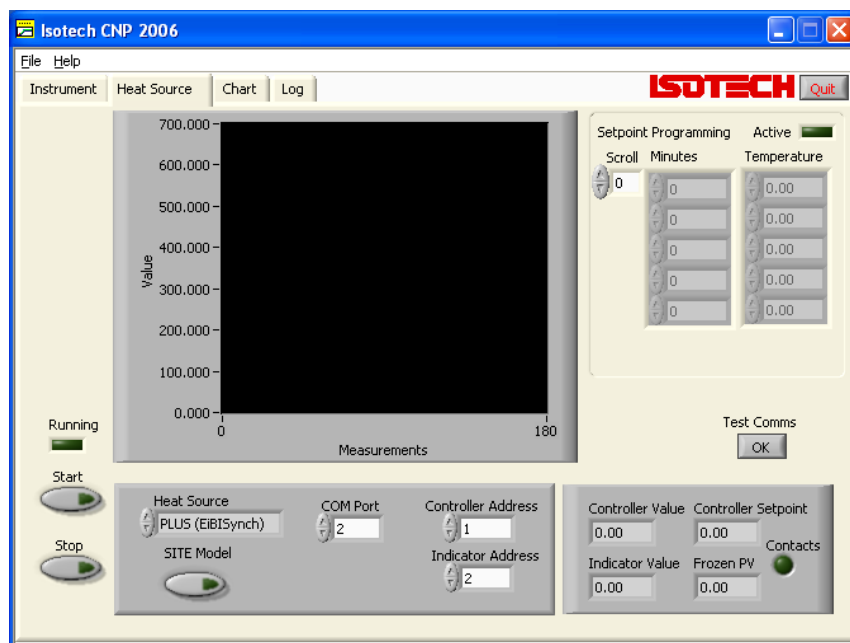 Isotech CNP 2006
File Help
Instrument Heat Source Chart Log ISOTECH Quit
700.000
600.000
500.000
400.000
300.000
200.000
100.000
0.000
Value
0 180
Measurements
Setpoint Programming Active
Scroll Minutes Temperature
0 0 0.00
0 0.00
0 0.00
0 0.00
0 0.00
Running
Start
Stop
Test Comms
OK
Heat Source COM Port Controller Address
PLUS (EiBISynch) 2 1
SITE Model Indicator Address
2
Controller Value Controller Setpoint
0.00 0.00
Contacts
Indicator Value Frozen PV
0.00 0.00